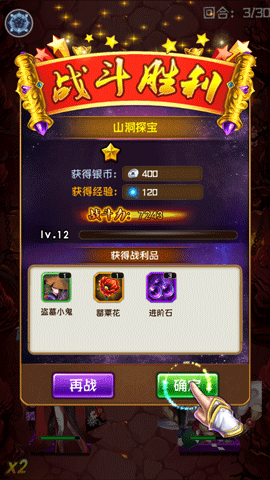 回合：3/30
战斗胜利
山洞探宝
获得银币： 400
获得经验： 120
战斗力：
lv.12
获得战利品
1 1 3
盗墓小鬼 罂粟花 进阶石
再战 确定
x2